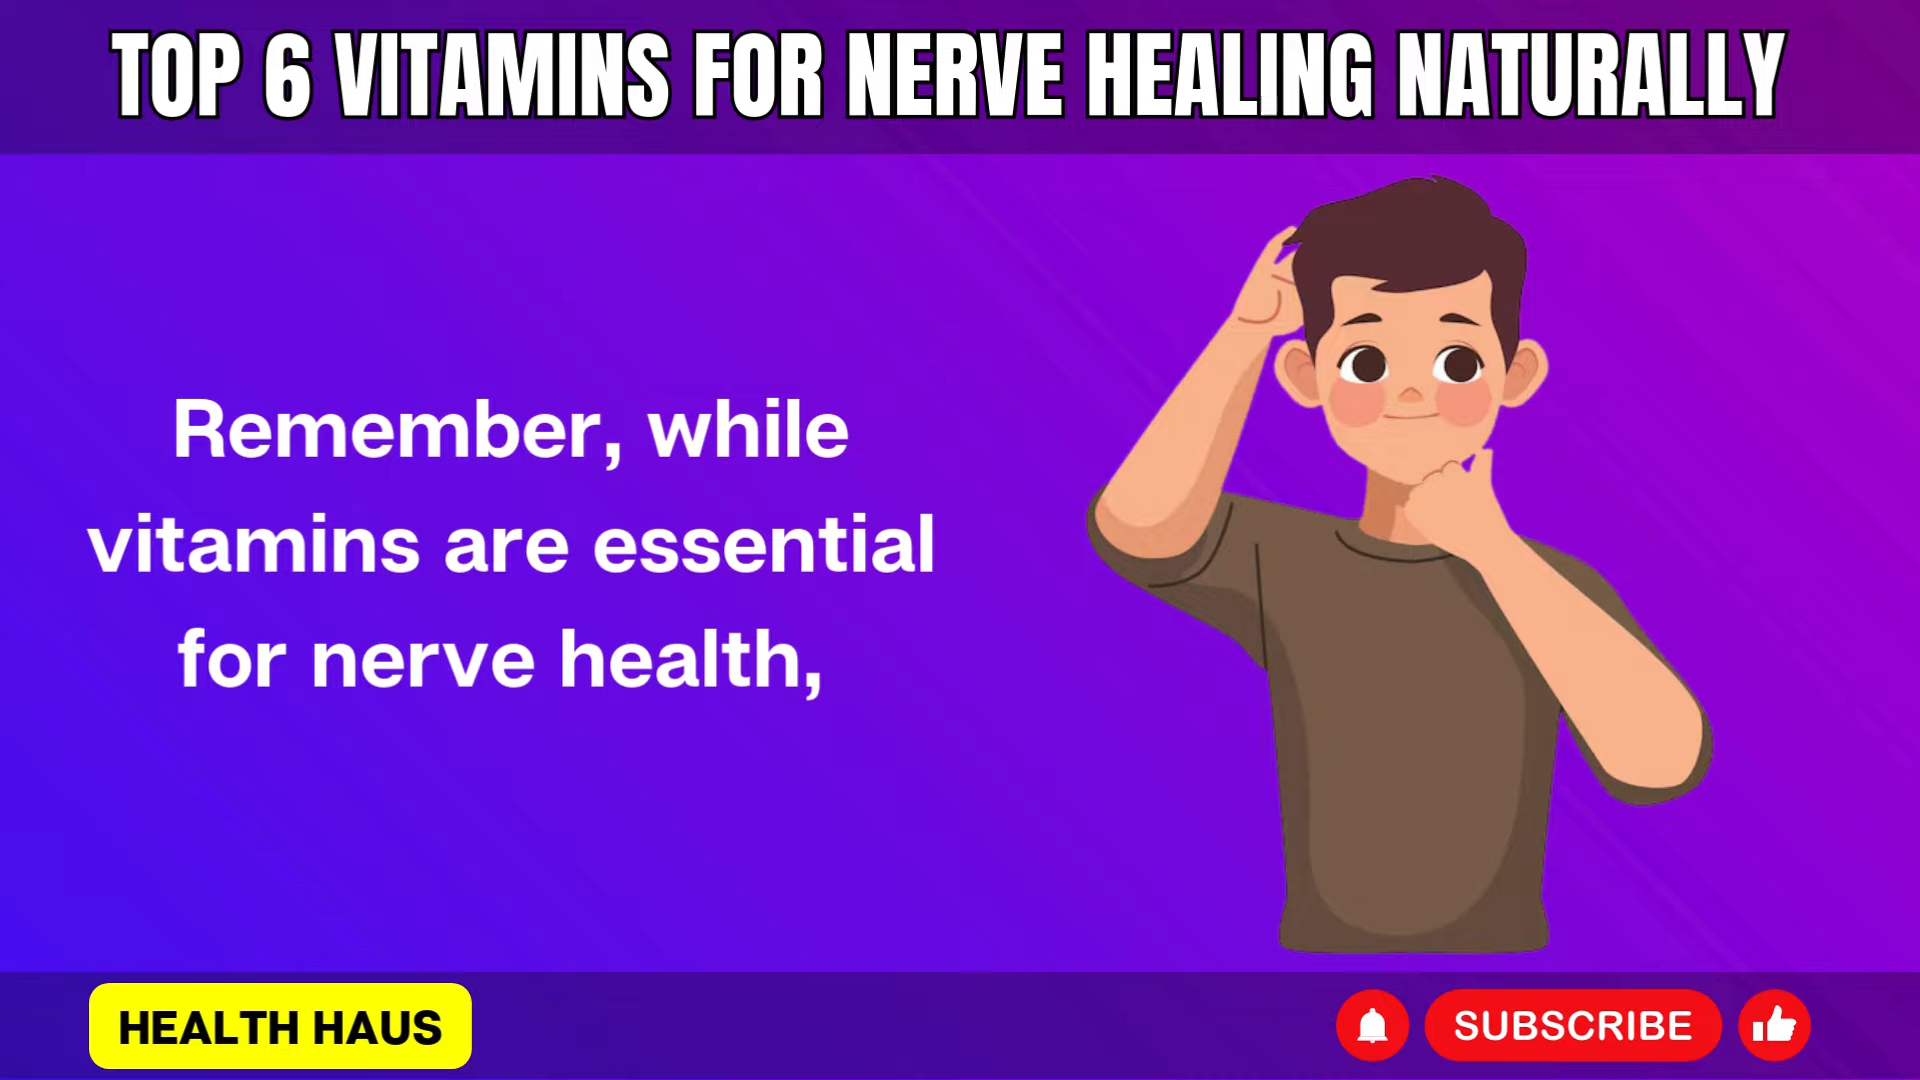 TOP 6 VITAMINS FOR NERVE HEALING NATURALLY
Remember, while
vitamins are essential
for nerve health,
HEALTH HAUS
SUBSCRIBE